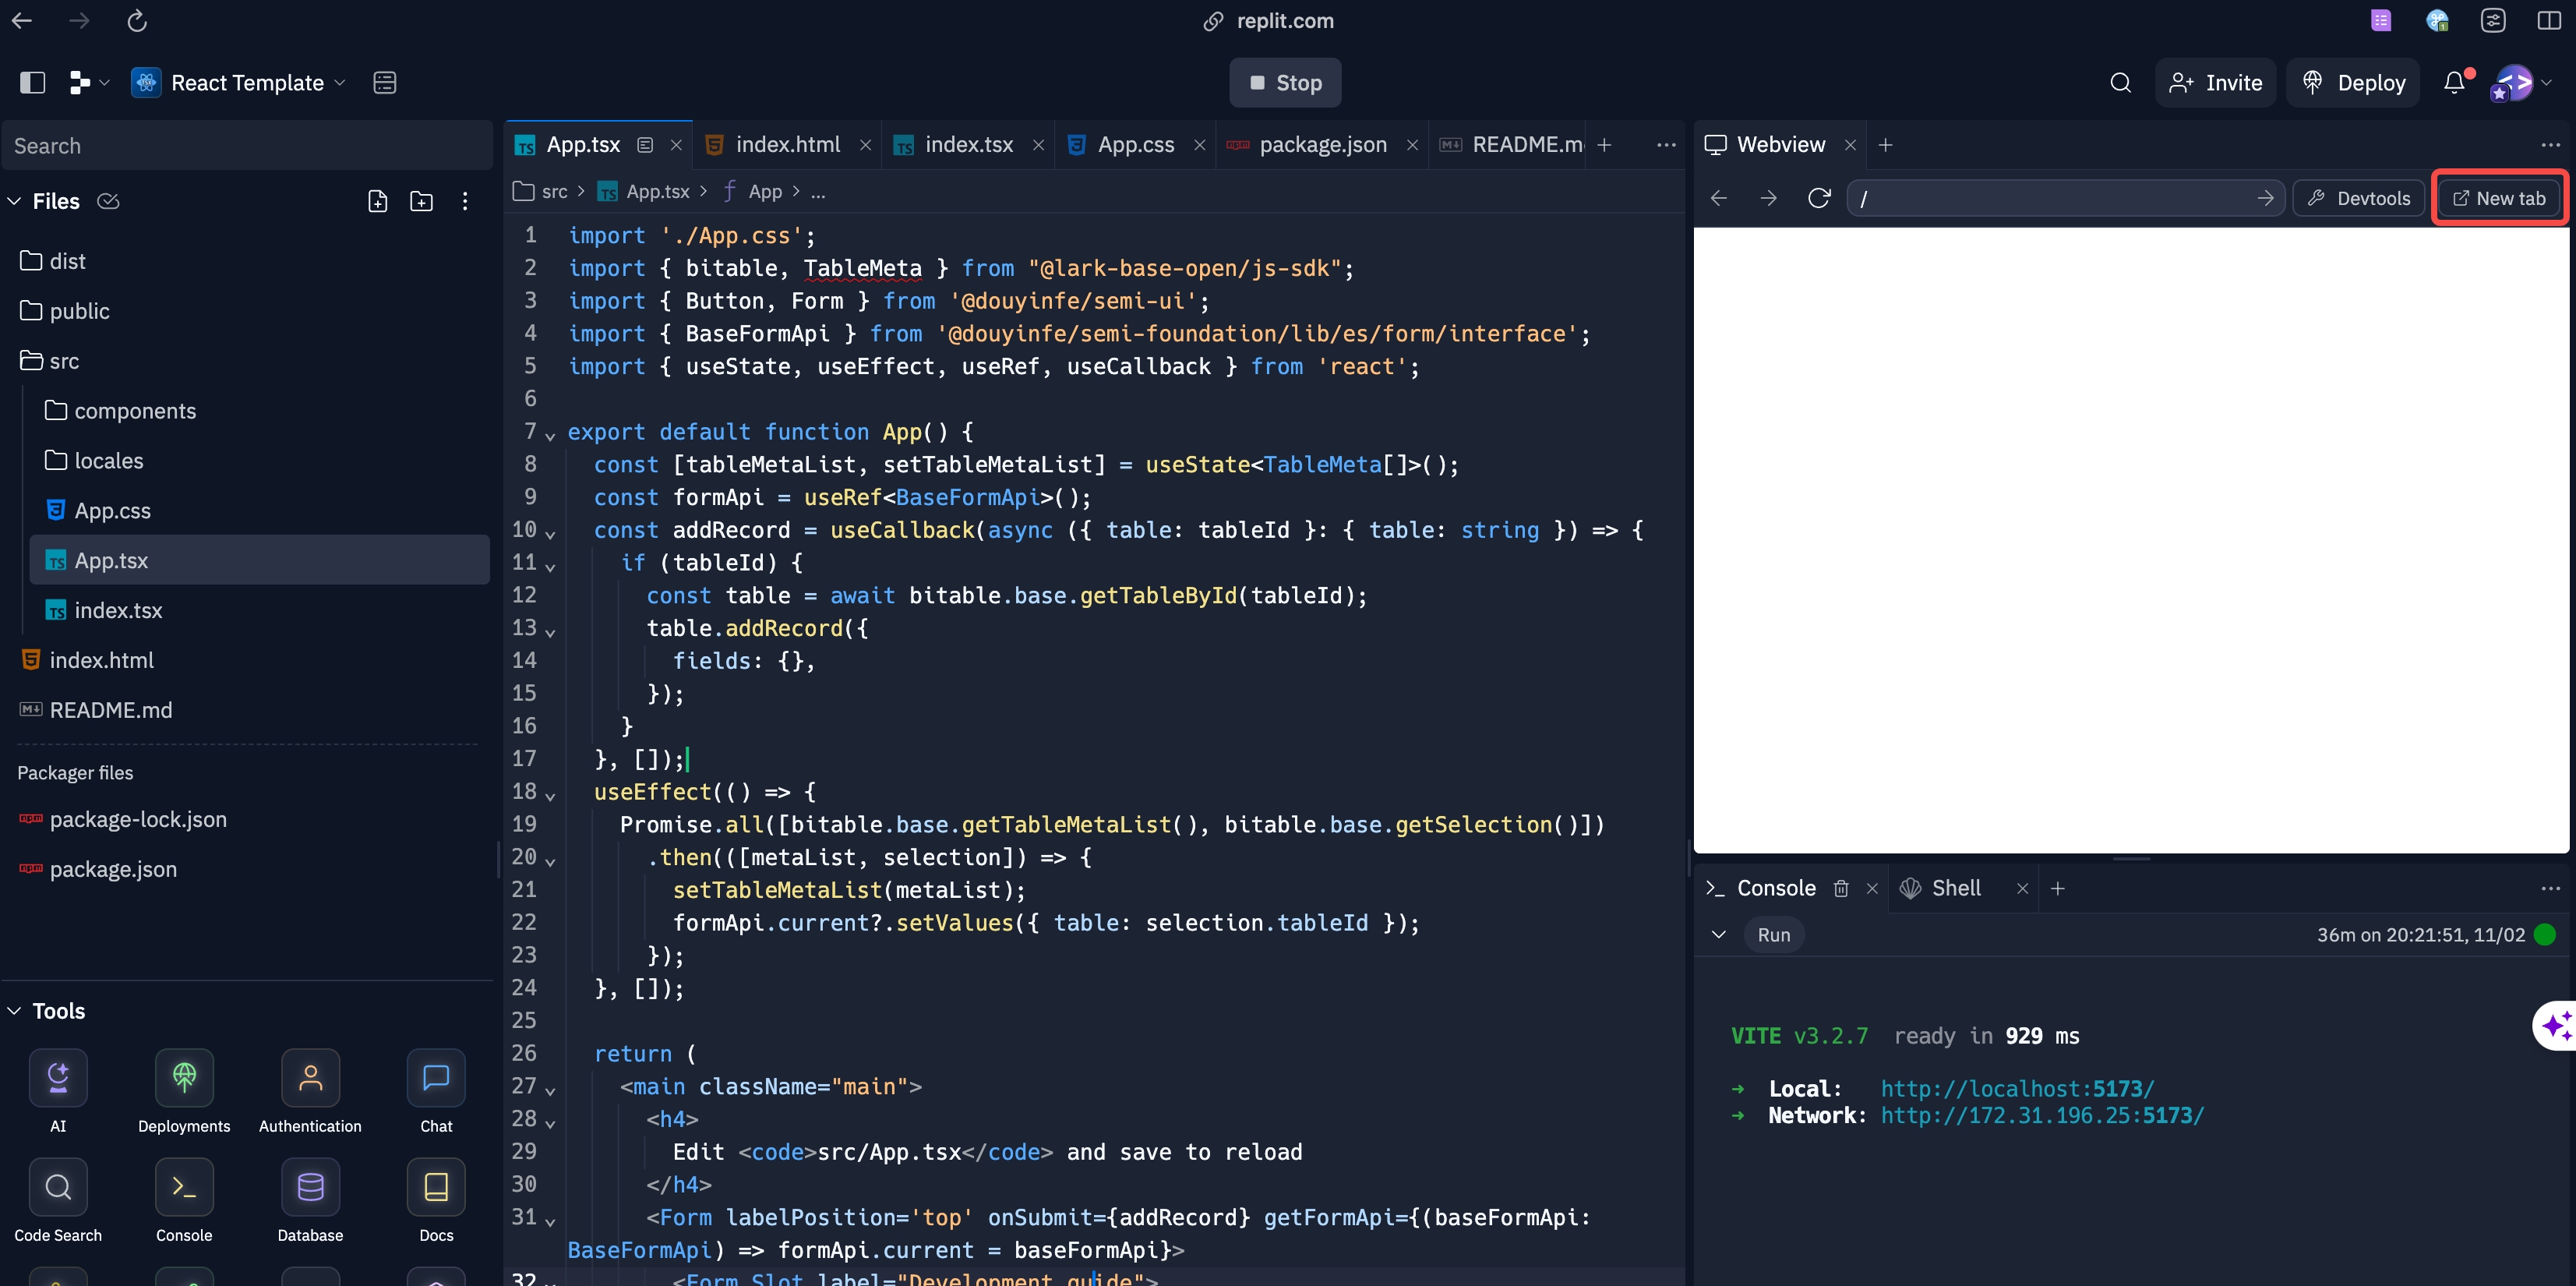 replit.com
React Template
Stop
Invite
Deploy
Search
Files
dist
public
src
components
locales
App.css
App.tsx
index.tsx
index.html
README.md
Packager files
package-lock.json
package.json
Tools
AI
Deployments
Authentication
Chat
Code Search
Console
Database
Docs
App.tsx index.html index.tsx App.css package.json README.m
src > App.tsx > App > ...
1 import './App.css';
2 import { bitable, TableMeta } from "@lark-base-open/js-sdk";
3 import { Button, Form } from '@douyinfe/semi-ui';
4 import { BaseFormApi } from '@douyinfe/semi-foundation/lib/es/form/interface';
5 import { useState, useEffect, useRef, useCallback } from 'react';
6
7 export default function App() {
8 const [tableMetaList, setTableMetaList] = useState<TableMeta[]>();
9 const formApi = useRef<BaseFormApi>();
10 const addRecord = useCallback(async ({ table: tableId }: { table: string }) => {
11 if (tableId) {
12 const table = await bitable.base.getTableById(tableId);
13 table.addRecord({
14 fields: {},
15 });
16 }
17 }, []);
18 useEffect(() => {
19 Promise.all([bitable.base.getTableMetaList(), bitable.base.getSelection()])
20 .then(([metaList, selection]) => {
21 setTableMetaList(metaList);
22 formApi.current?.setValues({ table: selection.tableId });
23 });
24 }, []);
25
26 return (
27 <main className="main">
28 <h4>
29 Edit <code>src/App.tsx</code> and save to reload
30 </h4>
31 <Form labelPosition='top' onSubmit={addRecord} getFormApi={(baseFormApi:
BaseFormApi) => formApi.current = baseFormApi}>
32 <Form.Slot label="Development guide">
Webview
/
Devtools
New tab
Console
Shell
Run
36m on 20:21:51, 11/02
VITE v3.2.7 ready in 929 ms
➜ Local: http://localhost:5173/
➜ Network: http://172.31.196.25:5173/